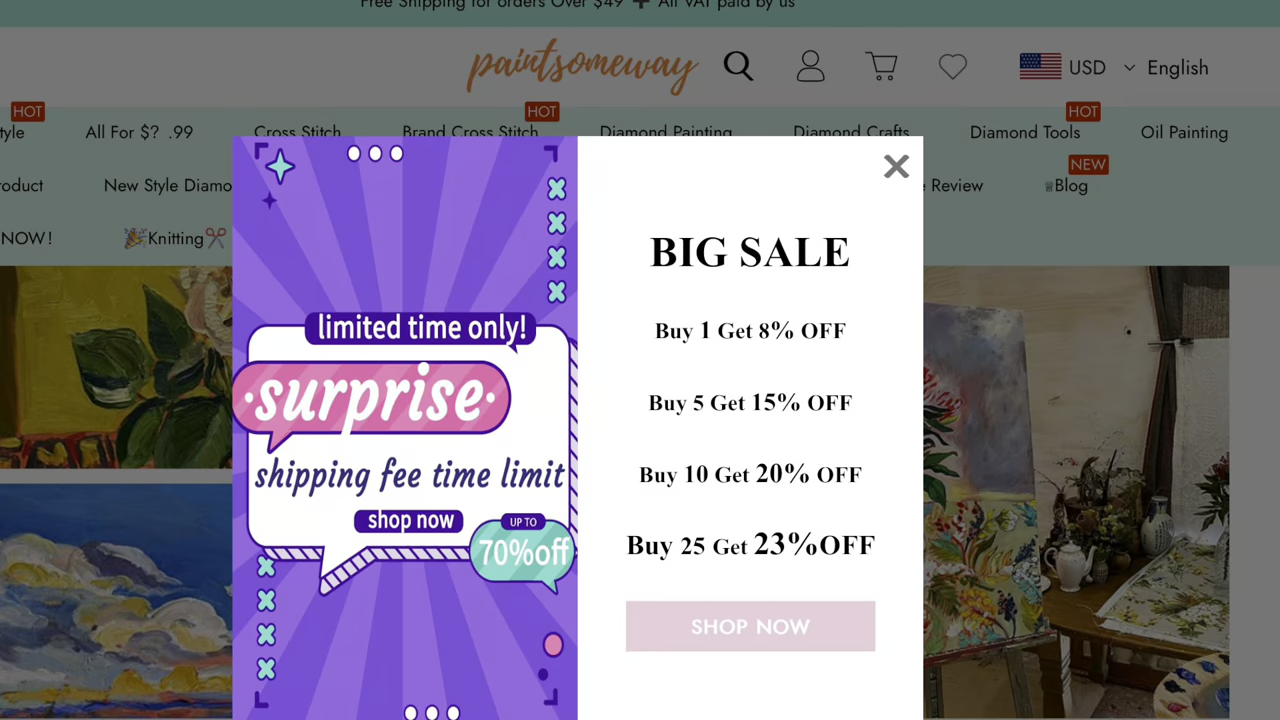 Free Shipping for orders Over $49 ➕ All VAT paid by us
paintsomeway
USD
English
HOT
HOT
HOT
All For $? .99
Cross Stitch
Brand Cross Stitch
Diamond Painting
Diamond Crafts
Diamond Tools
Oil Painting
NEW
New Style Diamo
Review
♕Blog
NOW!
🎉Knitting✂️
limited time only!
·surprise·
shipping fee time limit
shop now
UP TO
70%off
BIG SALE
Buy 1 Get 8% OFF
Buy 5 Get 15% OFF
Buy 10 Get 20% OFF
Buy 25 Get 23%OFF
SHOP NOW